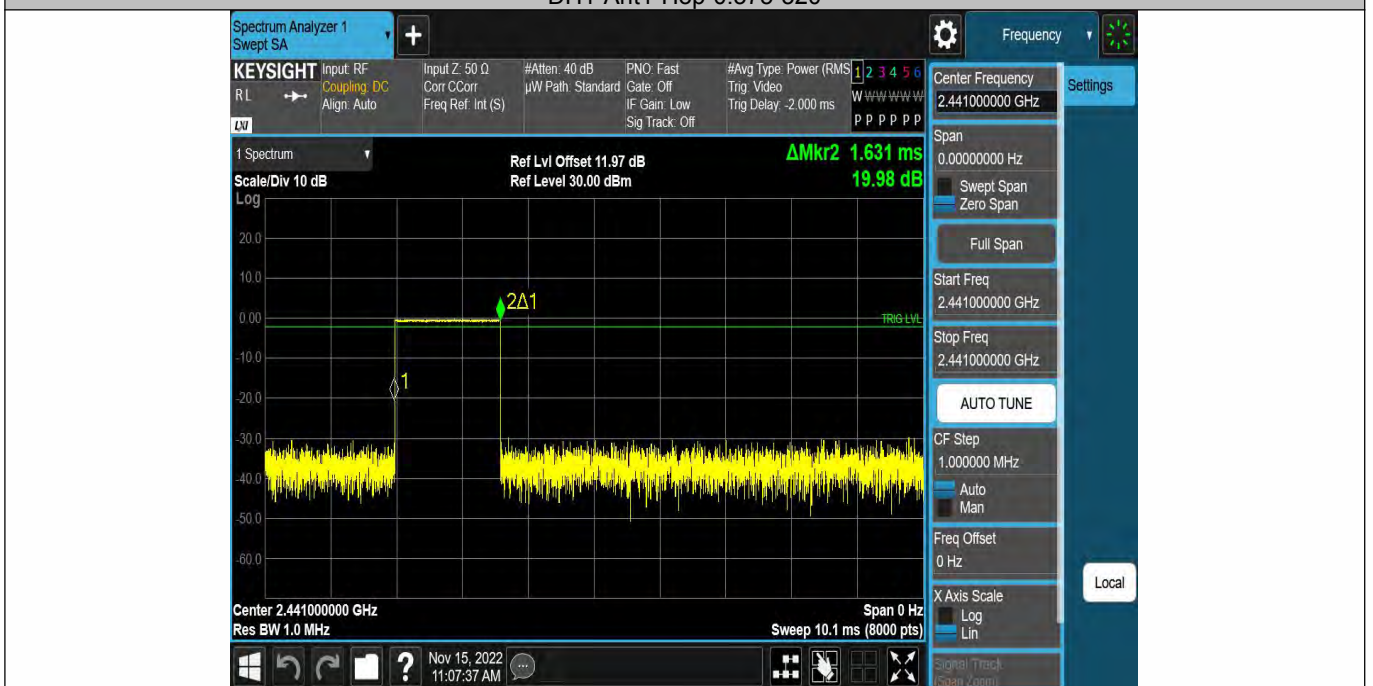 Spectrum Analyzer 1
Swept SA
+
Frequency
KEYSIGHT
RL
LXI
Input: RF
Coupling: DC
Align: Auto
Input Z: 50 Ω
Corr CCorr
Freq Ref: Int (S)
#Atten: 40 dB
µW Path: Standard
PNO: Fast
Gate: Off
IF Gain: Low
Sig Track: Off
#Avg Type: Power (RMS
Trig: Video
Trig Delay: -2.000 ms
1 2 3 4 5 6
W W W W W W
P P P P P P
1 Spectrum
Scale/Div 10 dB
Log
Ref Lvl Offset 11.97 dB
Ref Level 30.00 dBm
ΔMkr2 1.631 ms
19.98 dB
20.0
10.0
0.00
-10.0
-20.0
-30.0
-40.0
-50.0
-60.0
2Δ1
1
TRIG LVL
Center 2.441000000 GHz
Res BW 1.0 MHz
Span 0 Hz
Sweep 10.1 ms (8000 pts)
?
Nov 15, 2022
11:07:37 AM
Center Frequency
2.441000000 GHz
Settings
Span
0.00000000 Hz
Swept Span
Zero Span
Full Span
Start Freq
2.441000000 GHz
Stop Freq
2.441000000 GHz
AUTO TUNE
CF Step
1.000000 MHz
Auto
Man
Freq Offset
0 Hz
X Axis Scale
Log
Lin
Local
Signal Track
(Span Zoom)